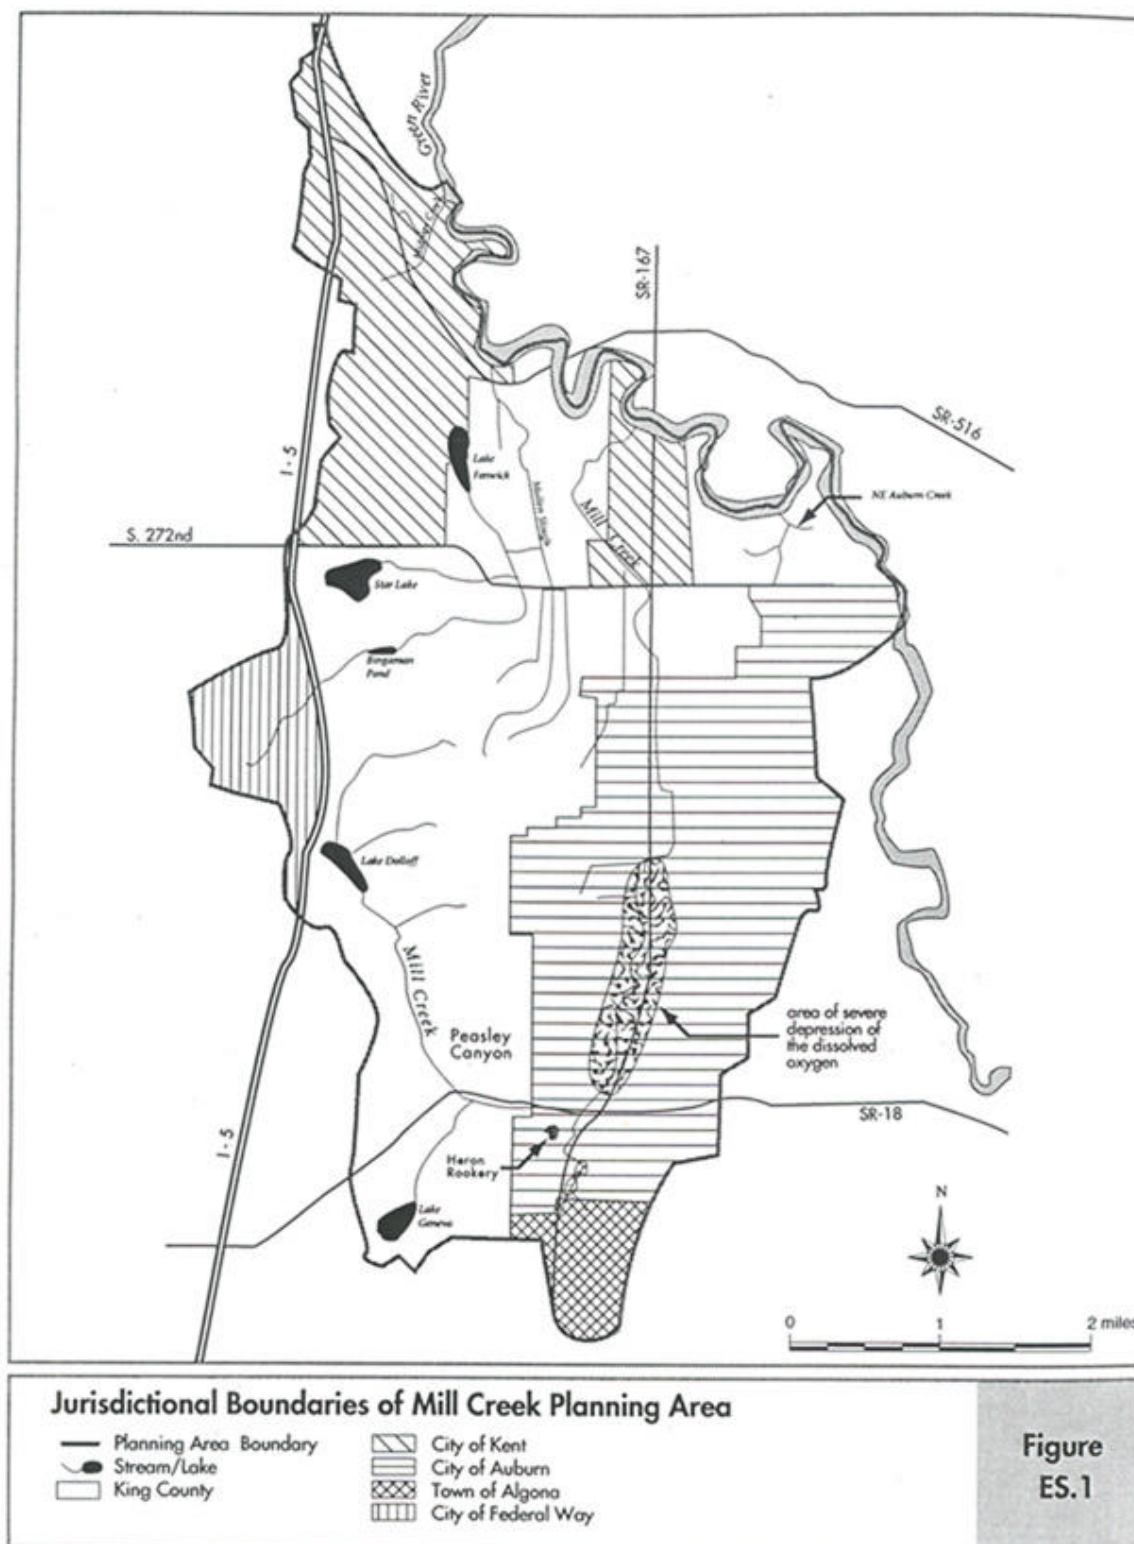 Green River
SR-167
SR-516
I-5
Lake
Fenwick
NE Auburn Creek
Mill Creek
S. 272nd
Star Lake
Bingaman
Pond
Lake Dolloff
Mill Creek
Peasley
Canyon
area of severe
depression of
the dissolved
oxygen
SR-18
I-5
Heron
Rookery
Lake
Geneva
N
0 1 2 miles
Jurisdictional Boundaries of Mill Creek Planning Area
Planning Area Boundary
Stream/Lake
King County
City of Kent
City of Auburn
Town of Algona
City of Federal Way
Figure
ES.1